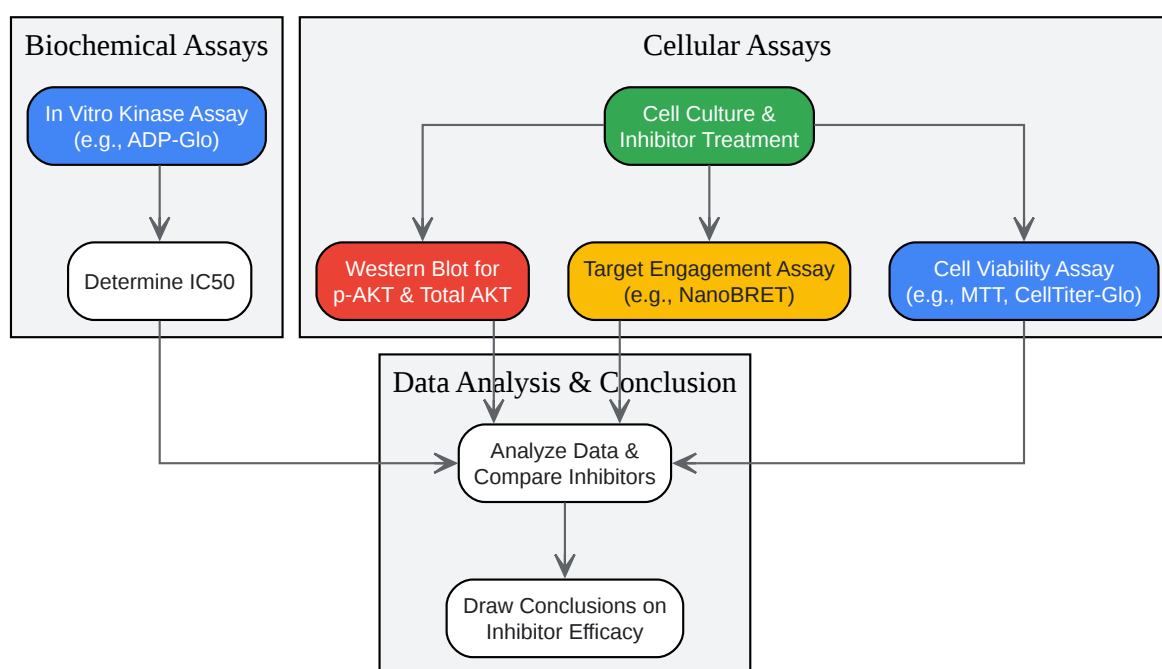 Biochemical Assays
In Vitro Kinase Assay
(e.g., ADP-Glo)
Determine IC50
Cellular Assays
Cell Culture &
Inhibitor Treatment
Western Blot for
p-AKT & Total AKT
Target Engagement Assay
(e.g., NanoBRET)
Cell Viability Assay
(e.g., MTT, CellTiter-Glo)
Data Analysis & Conclusion
Analyze Data &
Compare Inhibitors
Draw Conclusions on
Inhibitor Efficacy